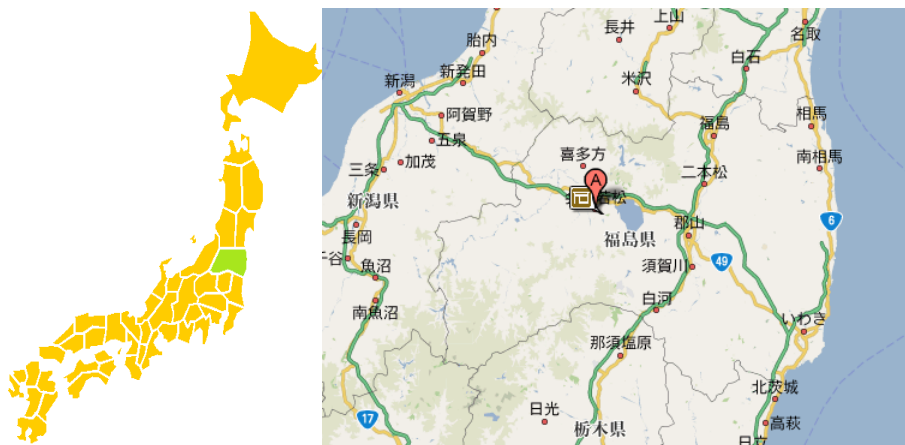 上山
長井
名取
胎内
白石
新発田
米沢
新潟
阿賀野
相馬
福島
五泉
喜多方
加茂
南相馬
三条
二本松
A
若松
新潟県
6
郡山
長岡
福島県
千谷
49
須賀川
魚沼
白河
南魚沼
いわき
那須塩原
北茨城
日光
17
高萩
栃木県
日立